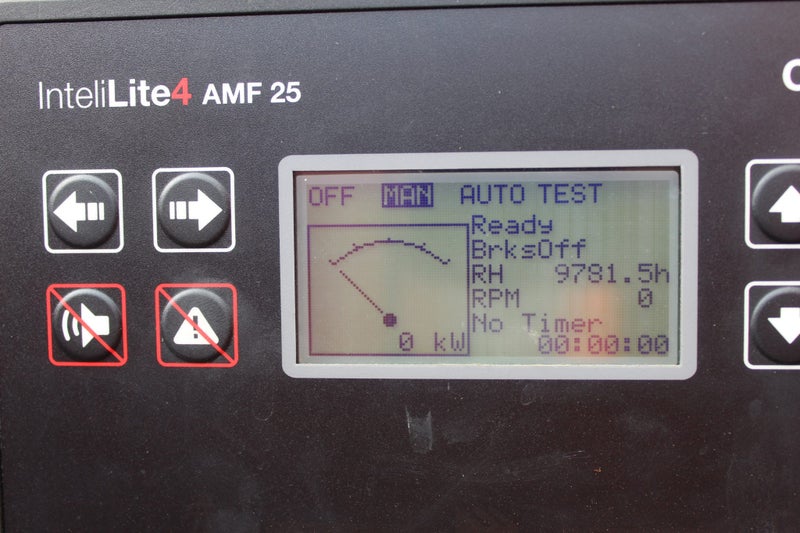 InteliLite4 AMF 25
OFF MAN AUTO TEST
Ready
BrksOff
RH 9781.5h
RPM 0
No Timer
0 kW 00:00:00